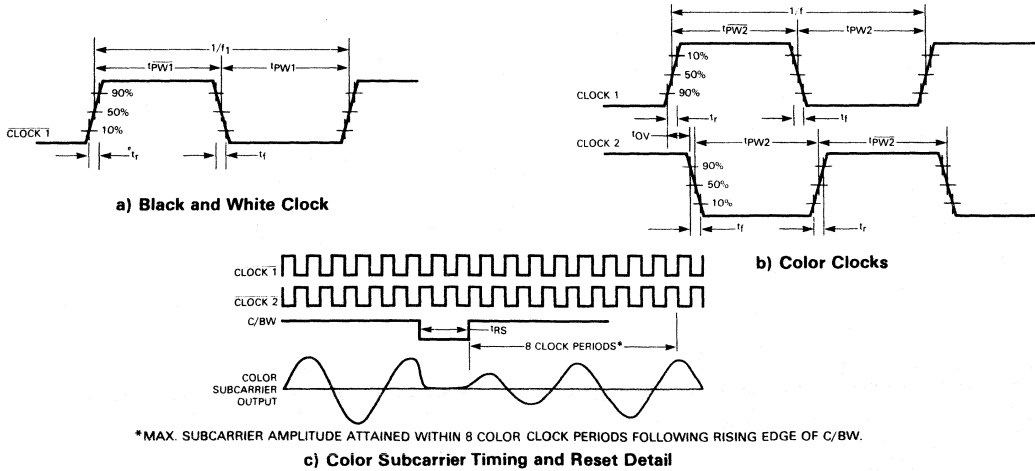 1/f1
tPW1 tPW1
90%
50%
10%
CLOCK 1
tr tf
a) Black and White Clock
1/f
tPW2 tPW2
10%
50%
90%
CLOCK 1
tr tf
tOV
CLOCK 2
tPW2 tPW2
90%
50%
10%
tf tr
b) Color Clocks
CLOCK 1
CLOCK 2
C/BW
tRS
8 CLOCK PERIODS*
COLOR
SUBCARRIER
OUTPUT
*MAX. SUBCARRIER AMPLITUDE ATTAINED WITHIN 8 COLOR CLOCK PERIODS FOLLOWING RISING EDGE OF C/BW.
c) Color Subcarrier Timing and Reset Detail